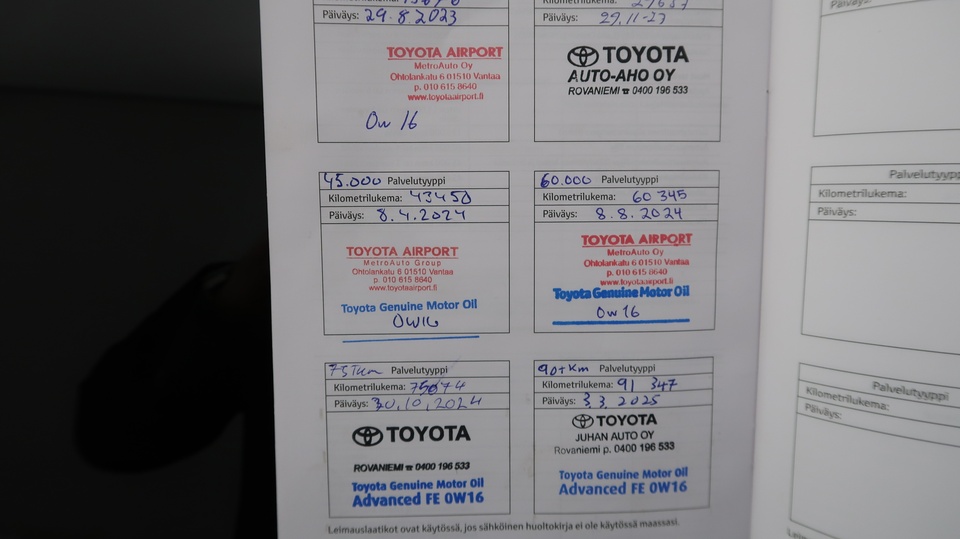 Päiväys: 29.8.2023
TOYOTA AIRPORT
MetroAuto Oy
Ohtolankatu 6 01510 Vantaa
p. 010 615 8640
www.toyotaairport.fi
0w 16
Päiväys: 29.11-23
TOYOTA
AUTO-AHO OY
ROVANIEMI ☎ 0400 196 533
45.000 Palvelutyyppi
Kilometrilukema: 43450
Päiväys: 8.4.2024
TOYOTA AIRPORT
MetroAuto Group
Ohtolankatu 6 01510 Vantaa
p. 010 615 8640
www.toyotaairport.fi
Toyota Genuine Motor Oil
0W16
60.000 Palvelutyyppi
Kilometrilukema: 60 345
Päiväys: 8.8.2024
TOYOTA AIRPORT
MetroAuto Oy
Ohtolankatu 6 01510 Vantaa
p. 010 615 8640
www.toyotaairport.fi
Toyota Genuine Motor Oil
0w 16
75Tkm Palvelutyyppi
Kilometrilukema: 75074
Päiväys: 30.10.2024
TOYOTA
ROVANIEMI ☎ 0400 196 533
Toyota Genuine Motor Oil
Advanced FE 0W16
90TKm Palvelutyyppi
Kilometrilukema: 91 347
Päiväys: 3.3.2025
TOYOTA
JUHAN AUTO OY
Rovaniemi p. 0400 196 533
Toyota Genuine Motor Oil
Advanced FE 0W16
Leimauslaatikot ovat käytössä, jos sähköinen huoltokirja ei ole käytössä maassasi.
Päiväys:
Palvelutyyppi
Kilometrilukema:
Päiväys:
Palvelutyyppi
Kilometrilukema:
Päiväys: